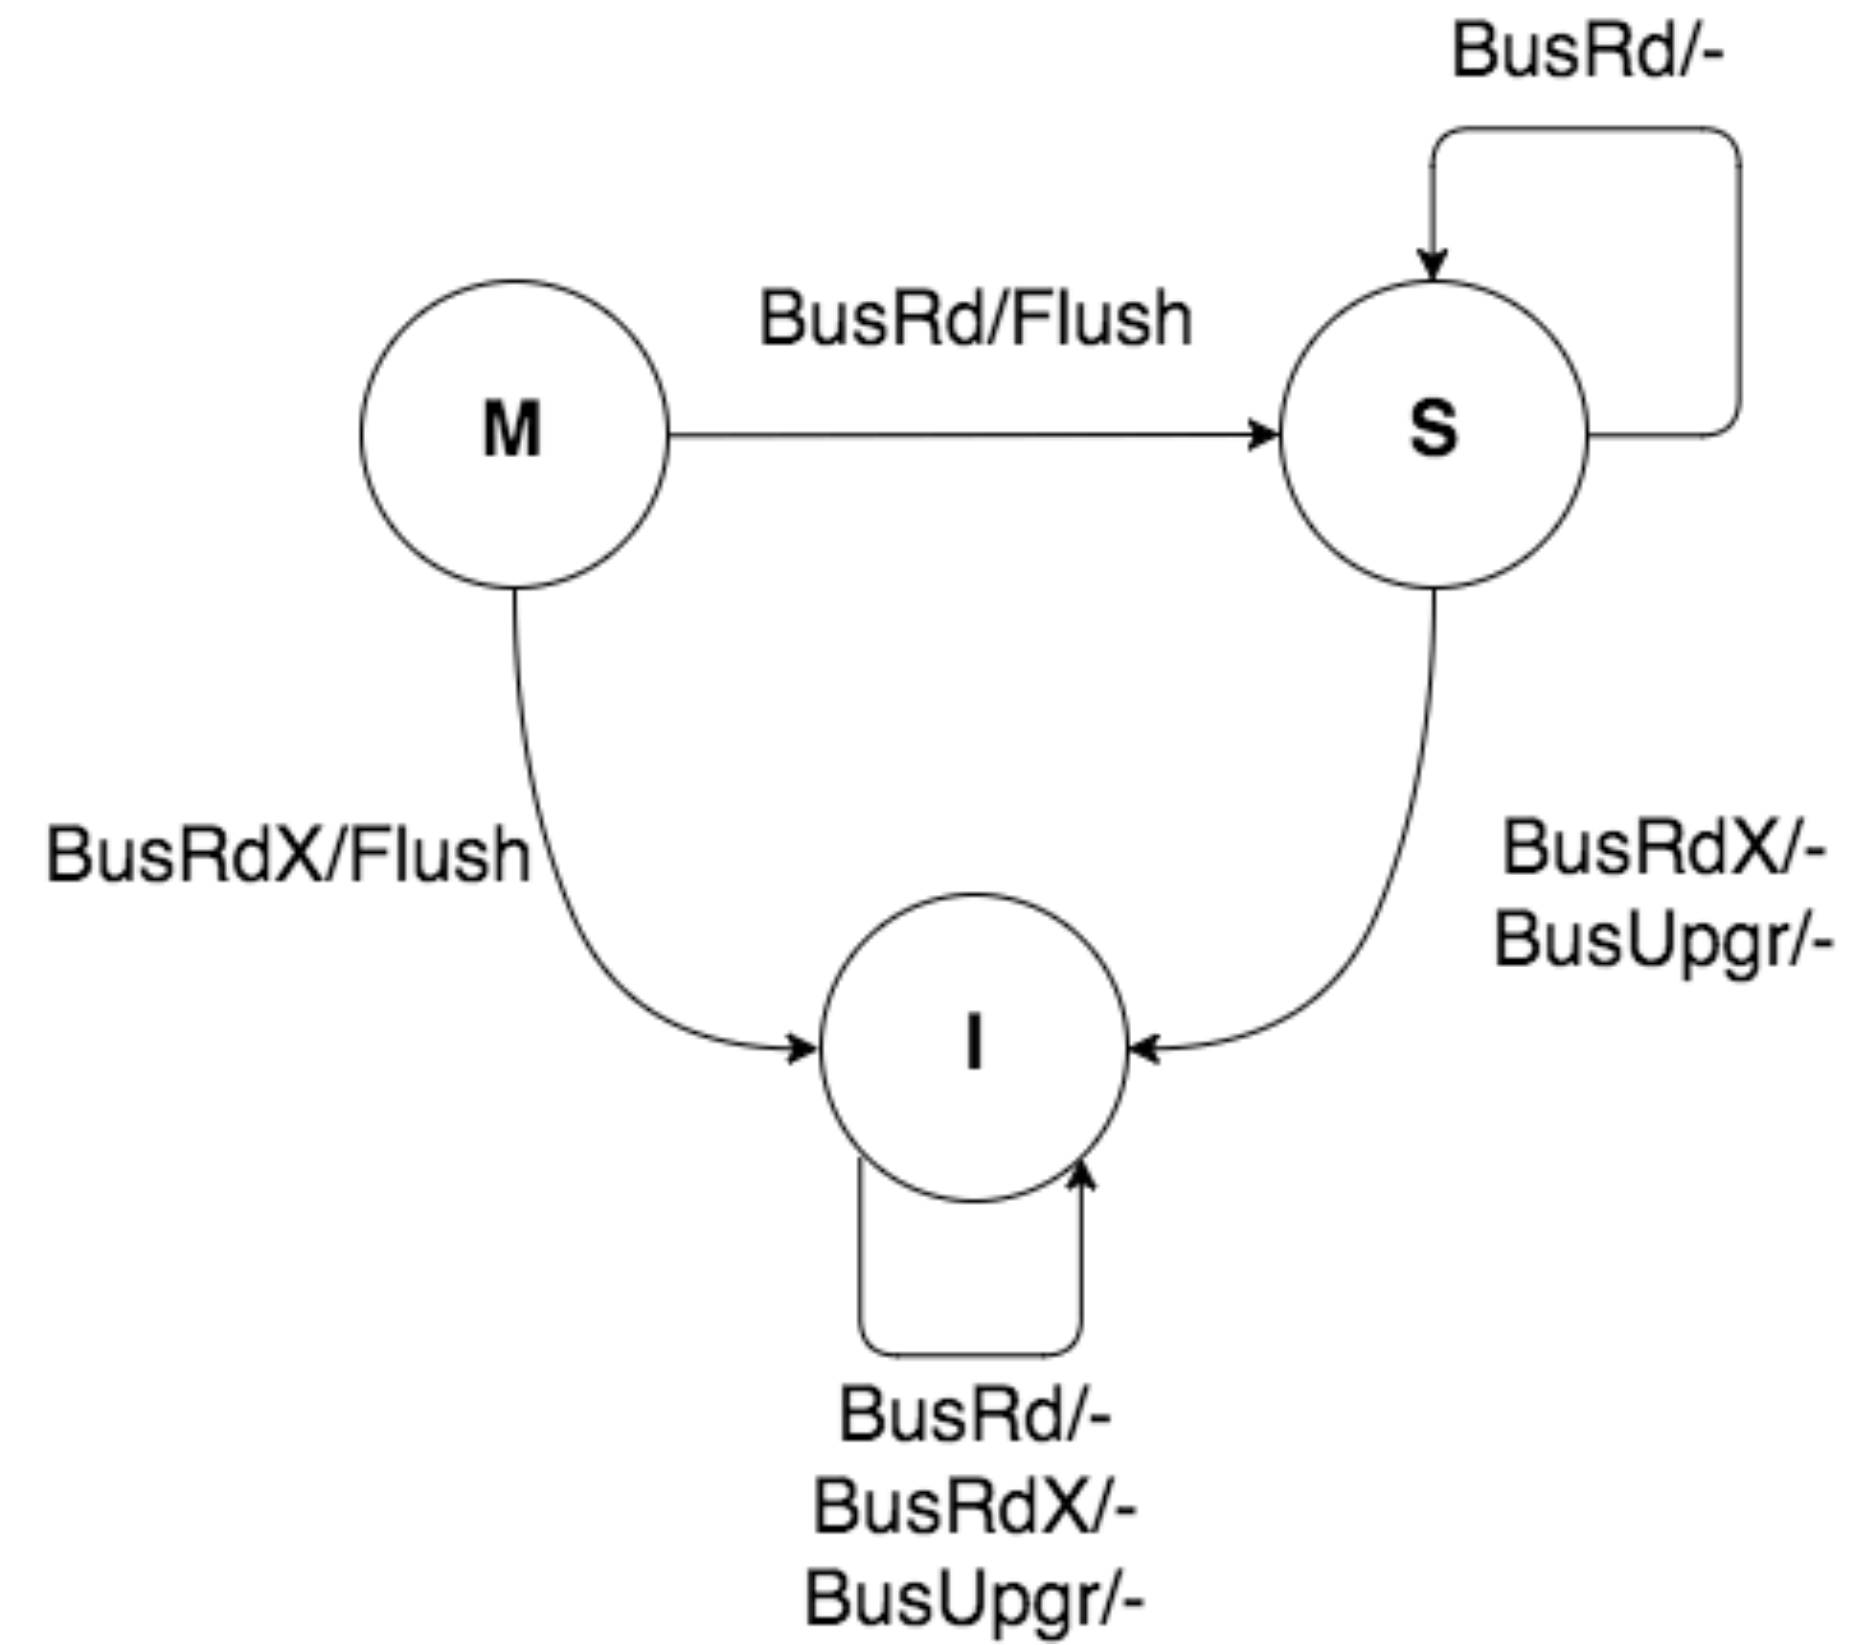 BusRd/-
BusRd/Flush
M
S
BusRdX/Flush
BusRdX/-
BusUpgr/-
I
BusRd/-
BusRdX/-
BusUpgr/-